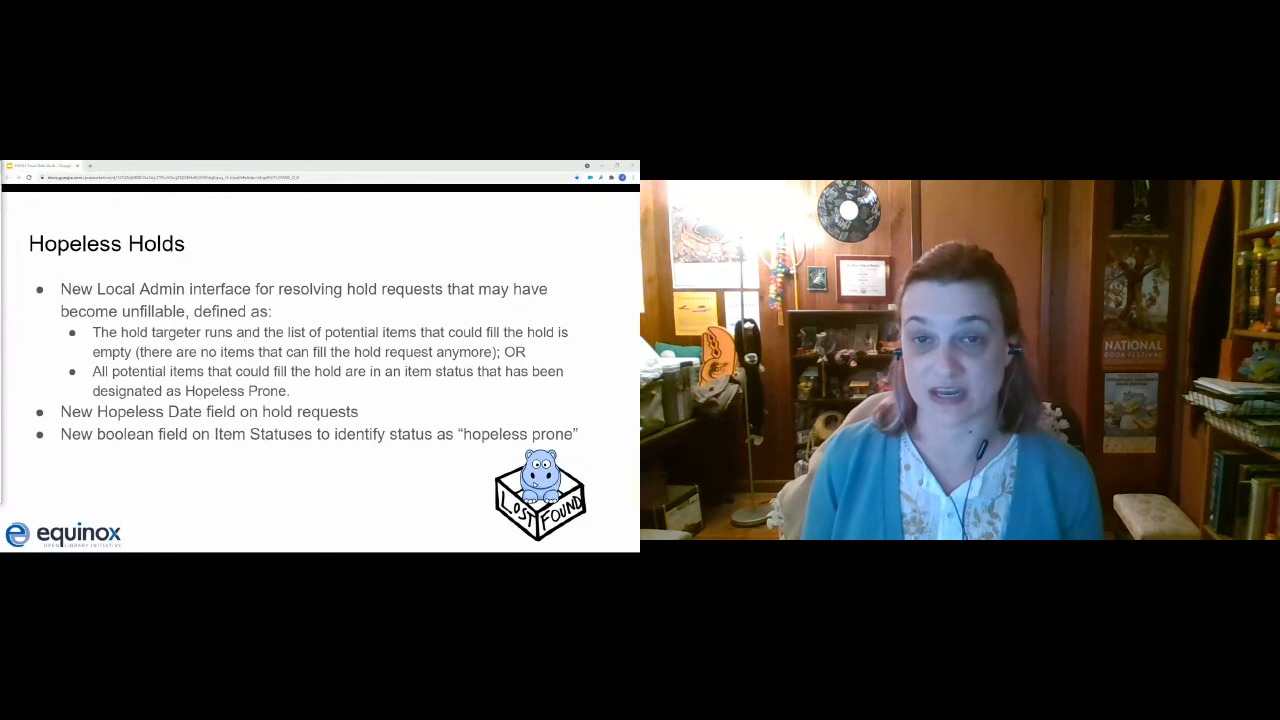 Hopeless Holds
● New Local Admin interface for resolving hold requests that may have
become unfillable, defined as:
● The hold targeter runs and the list of potential items that could fill the hold is
empty (there are no items that can fill the hold request anymore); OR
● All potential items that could fill the hold are in an item status that has been
designated as Hopeless Prone.
● New Hopeless Date field on hold requests
● New boolean field on Item Statuses to identify status as “hopeless prone”
LOST FOUND
equinox
OPEN LIBRARY INITIATIVE
NATIONAL
BOOK FESTIVAL